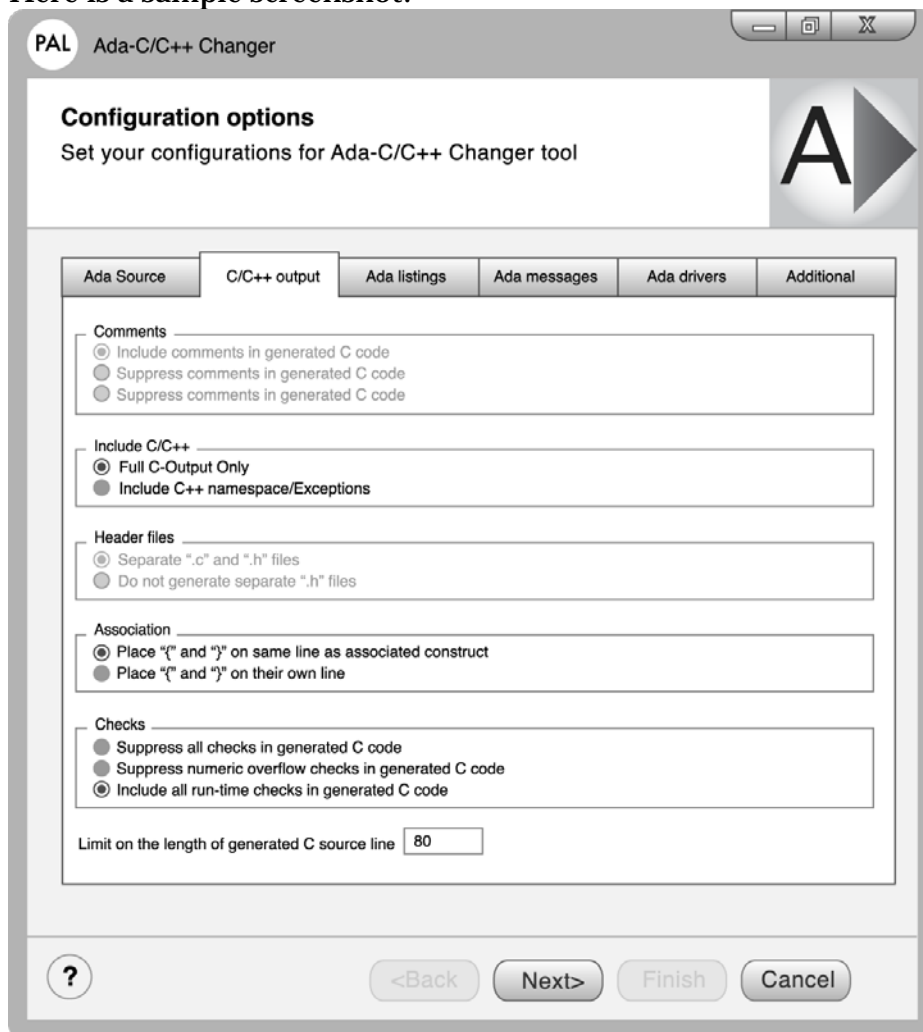 Here is a sample screenshot:
PAL Ada-C/C++ Changer
X
Configuration options
Set your configurations for Ada-C/C++ Changer tool
A
Ada Source C/C++ output Ada listings Ada messages Ada drivers Additional
Comments
Include comments in generated C code
Suppress comments in generated C code
Suppress comments in generated C code
Include C/C++
Full C-Output Only
Include C++ namespace/Exceptions
Header files
Separate “.c” and “.h” files
Do not generate separate “.h” files
Association
Place “{” and “}” on same line as associated construct
Place “{” and “}” on their own line
Checks
Suppress all checks in generated C code
Suppress numeric overflow checks in generated C code
Include all run-time checks in generated C code
Limit on the length of generated C source line 80
? <Back Next> Finish Cancel